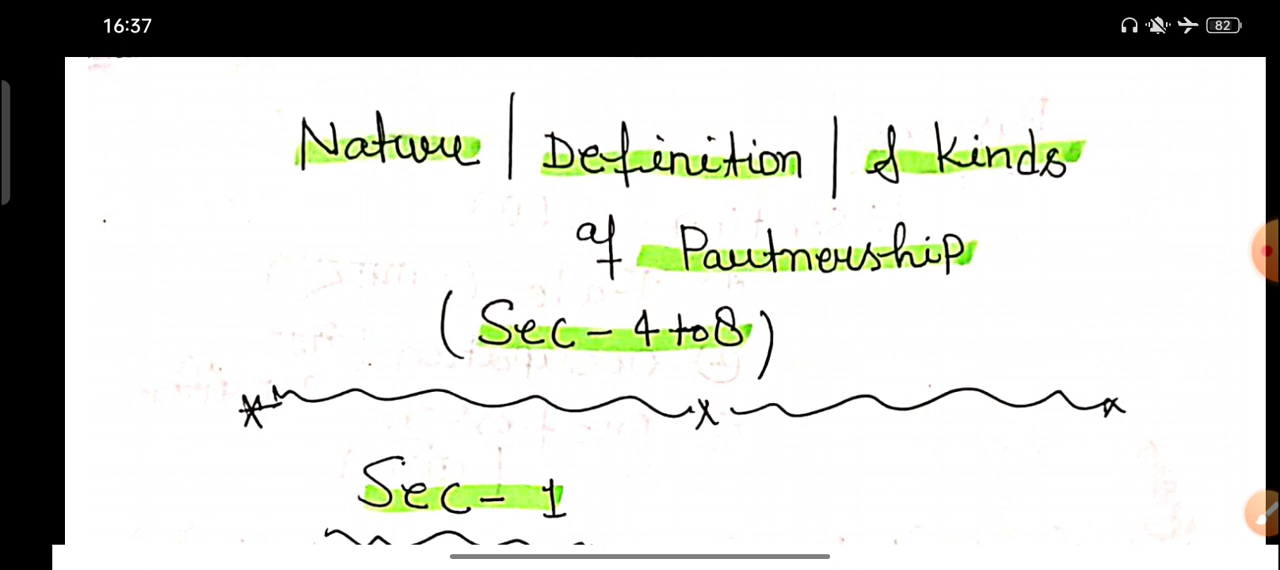 16:37
82
Nature | Definition | & Kinds
of Partnership
(Sec - 4 to 8)
Sec - 1